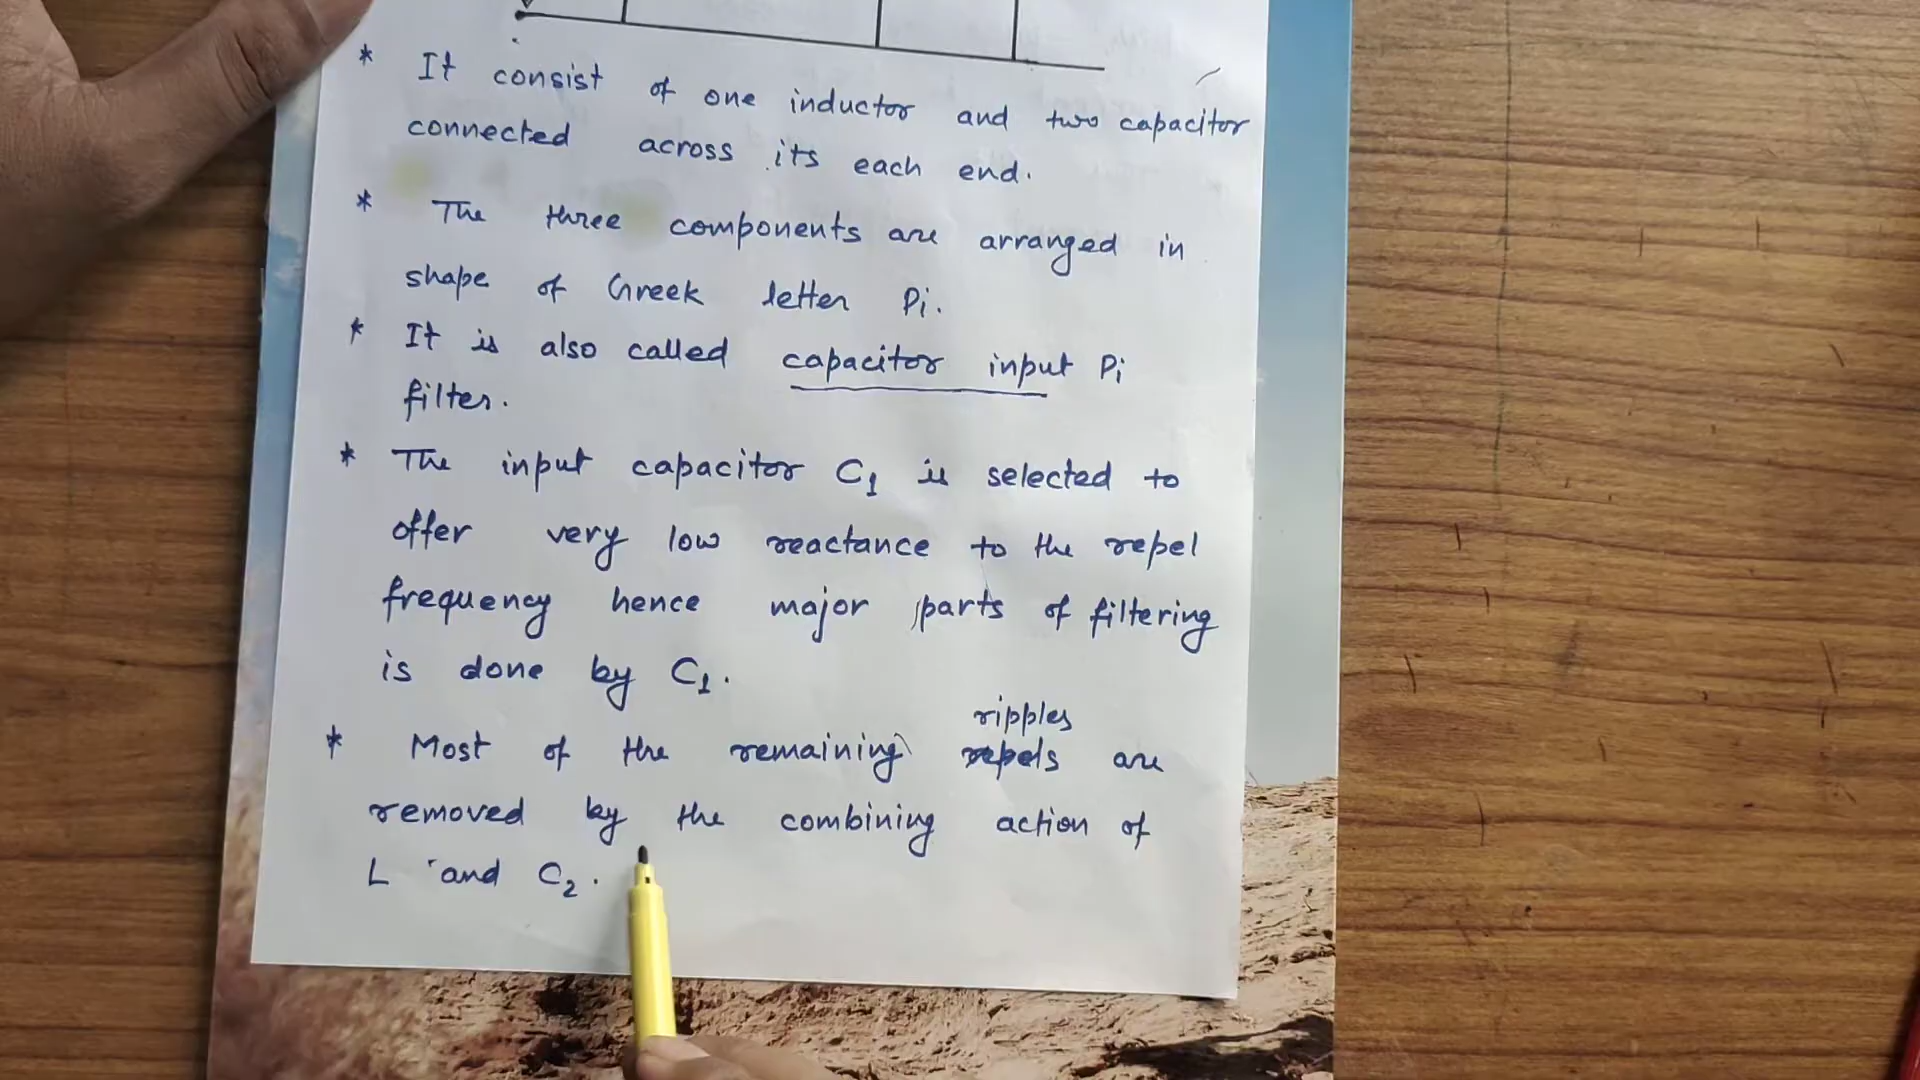 * It consist of one inductor and two capacitor
connected across its each end.
* The three components are arranged in
shape of Greek letter Pi.
* It is also called capacitor input Pi
filter.
* The input capacitor C1 is selected to
offer very low reactance to the repel
frequency hence major parts of filtering
is done by C1.
ripples
* Most of the remaining repels are
removed by the combining action of
L and C2.